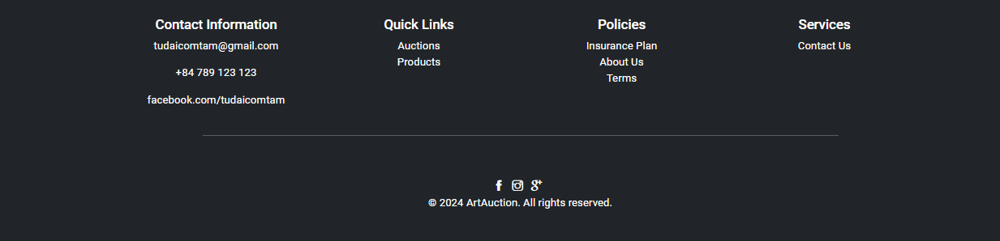 Contact Information
tudaicomtam@gmail.com
+84 789 123 123
facebook.com/tudaicomtam
Quick Links
Auctions
Products
Policies
Insurance Plan
About Us
Terms
Services
Contact Us
© 2024 ArtAuction. All rights reserved.